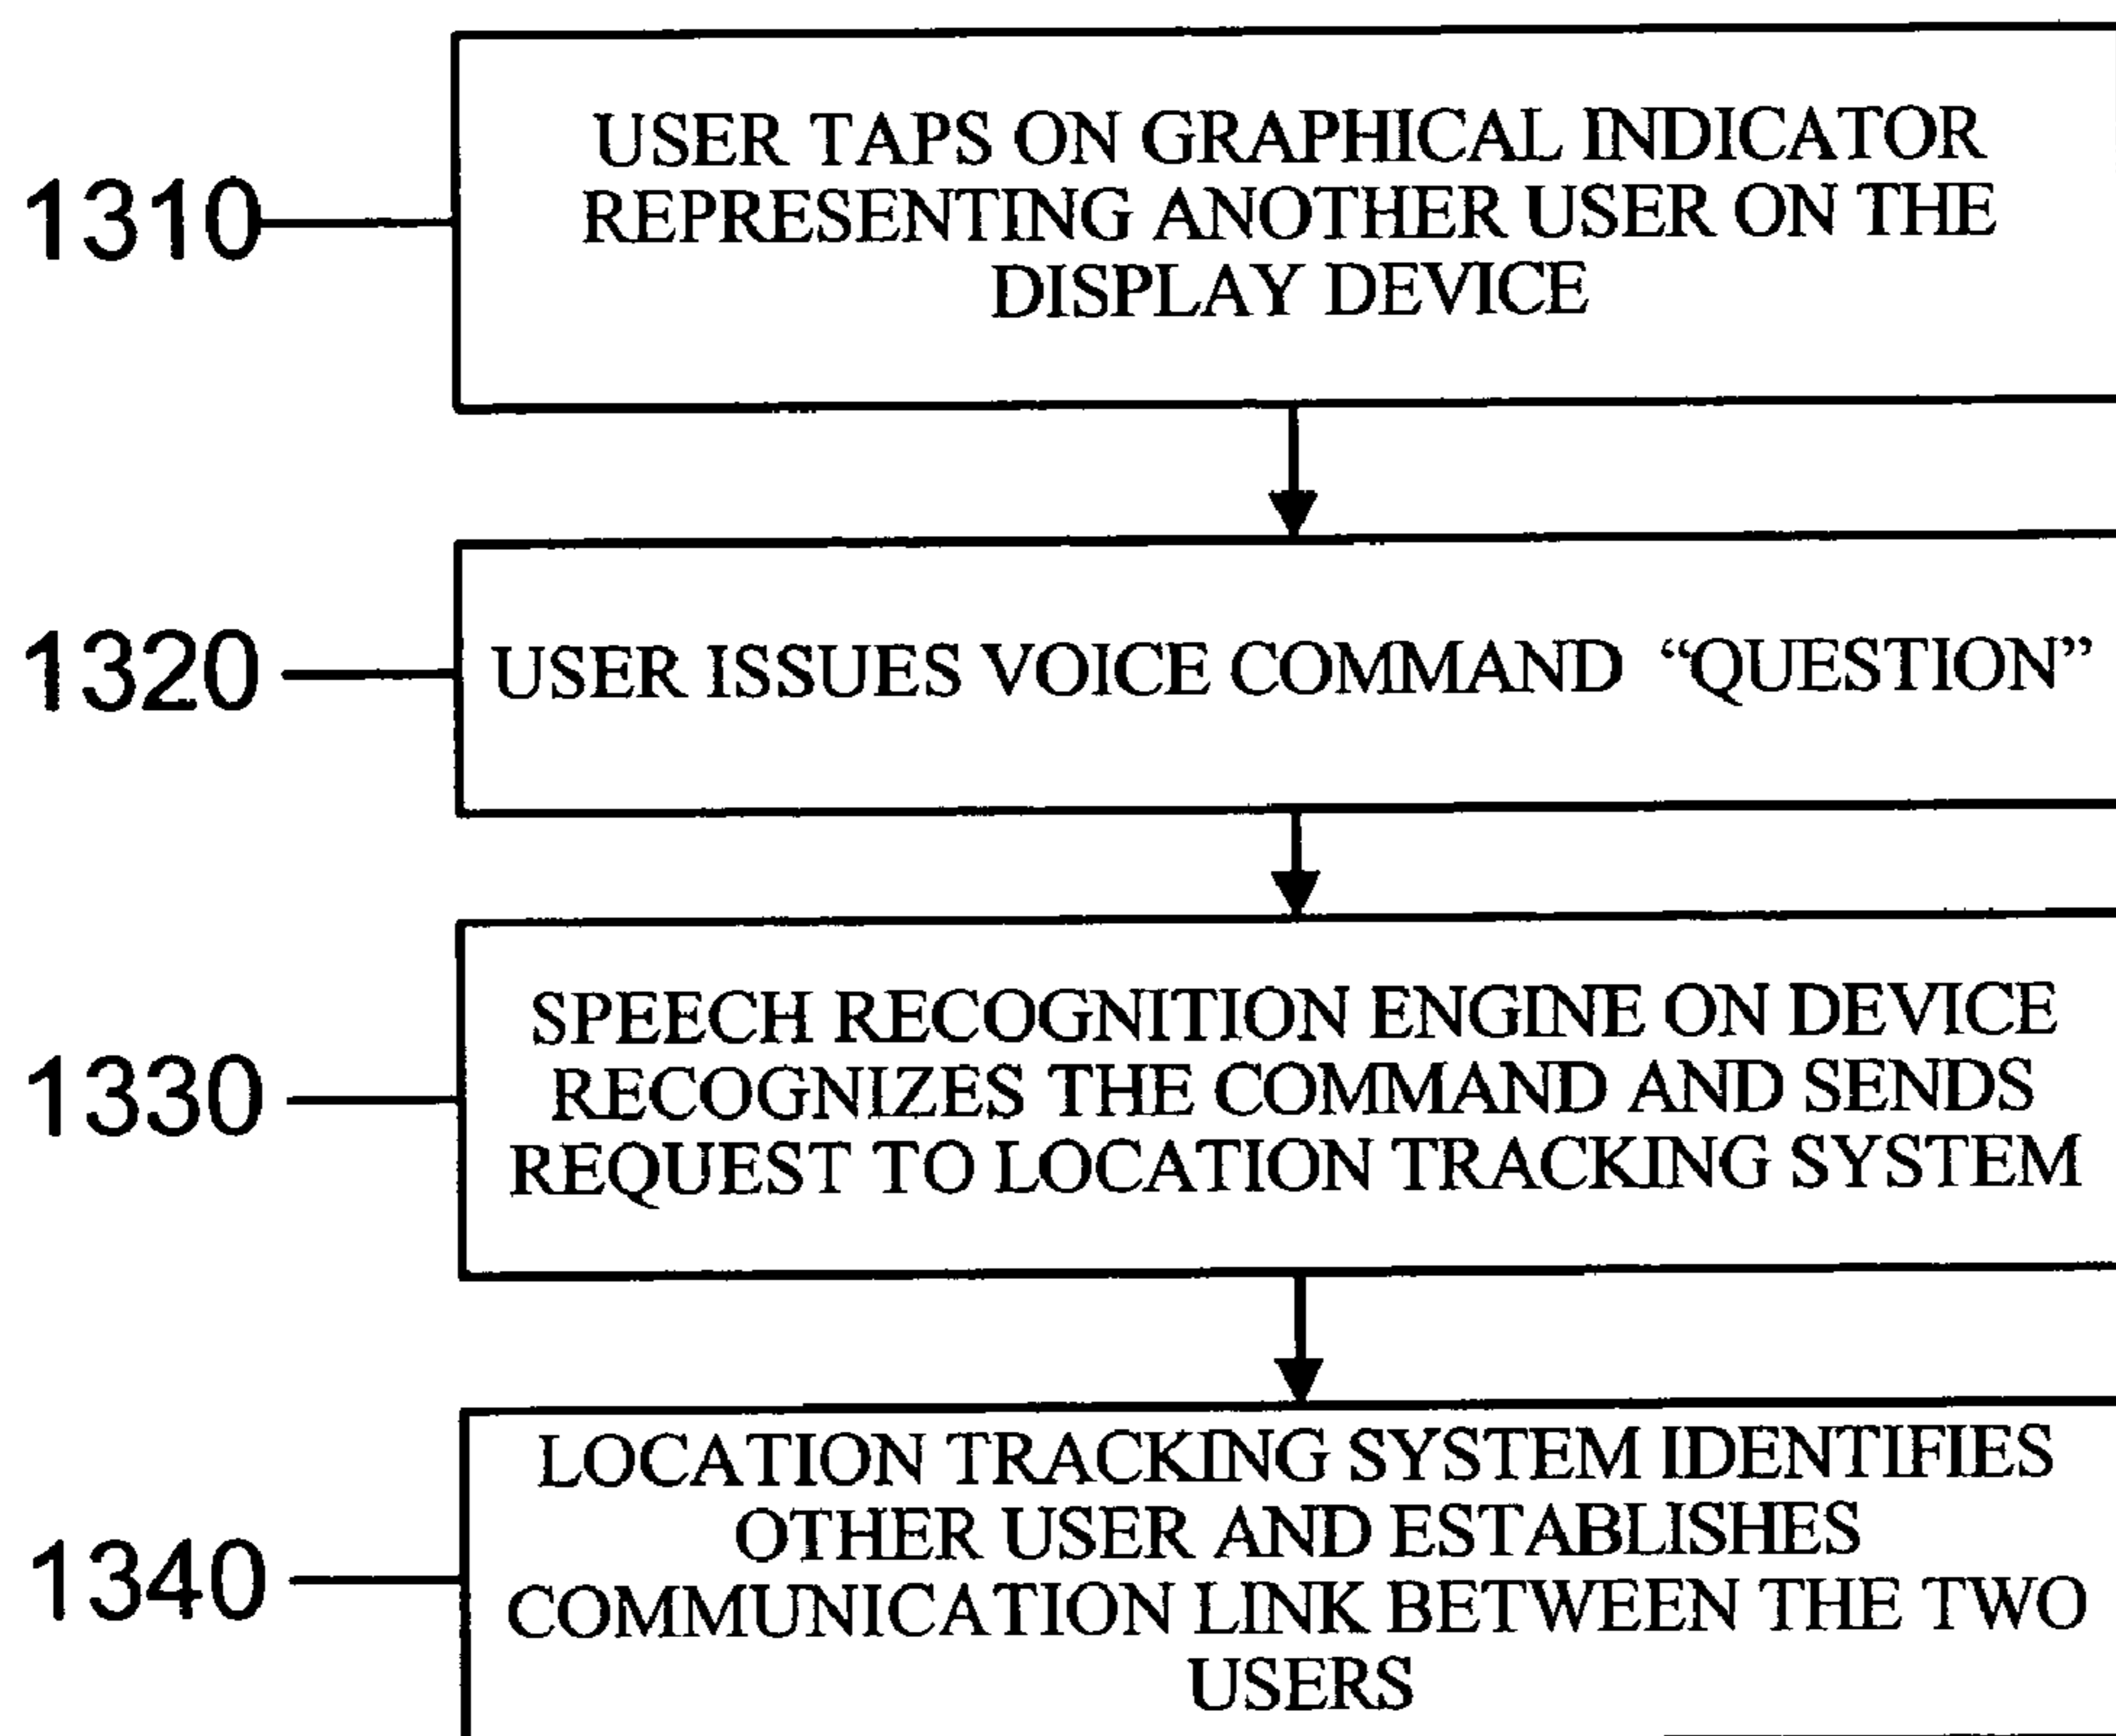 1310
USER TAPS ON GRAPHICAL INDICATOR
REPRESENTING ANOTHER USER ON THE
DISPLAY DEVICE
1320
USER ISSUES VOICE COMMAND “QUESTION”
1330
SPEECH RECOGNITION ENGINE ON DEVICE
RECOGNIZES THE COMMAND AND SENDS
REQUEST TO LOCATION TRACKING SYSTEM
1340
LOCATION TRACKING SYSTEM IDENTIFIES
OTHER USER AND ESTABLISHES
COMMUNICATION LINK BETWEEN THE TWO
USERS